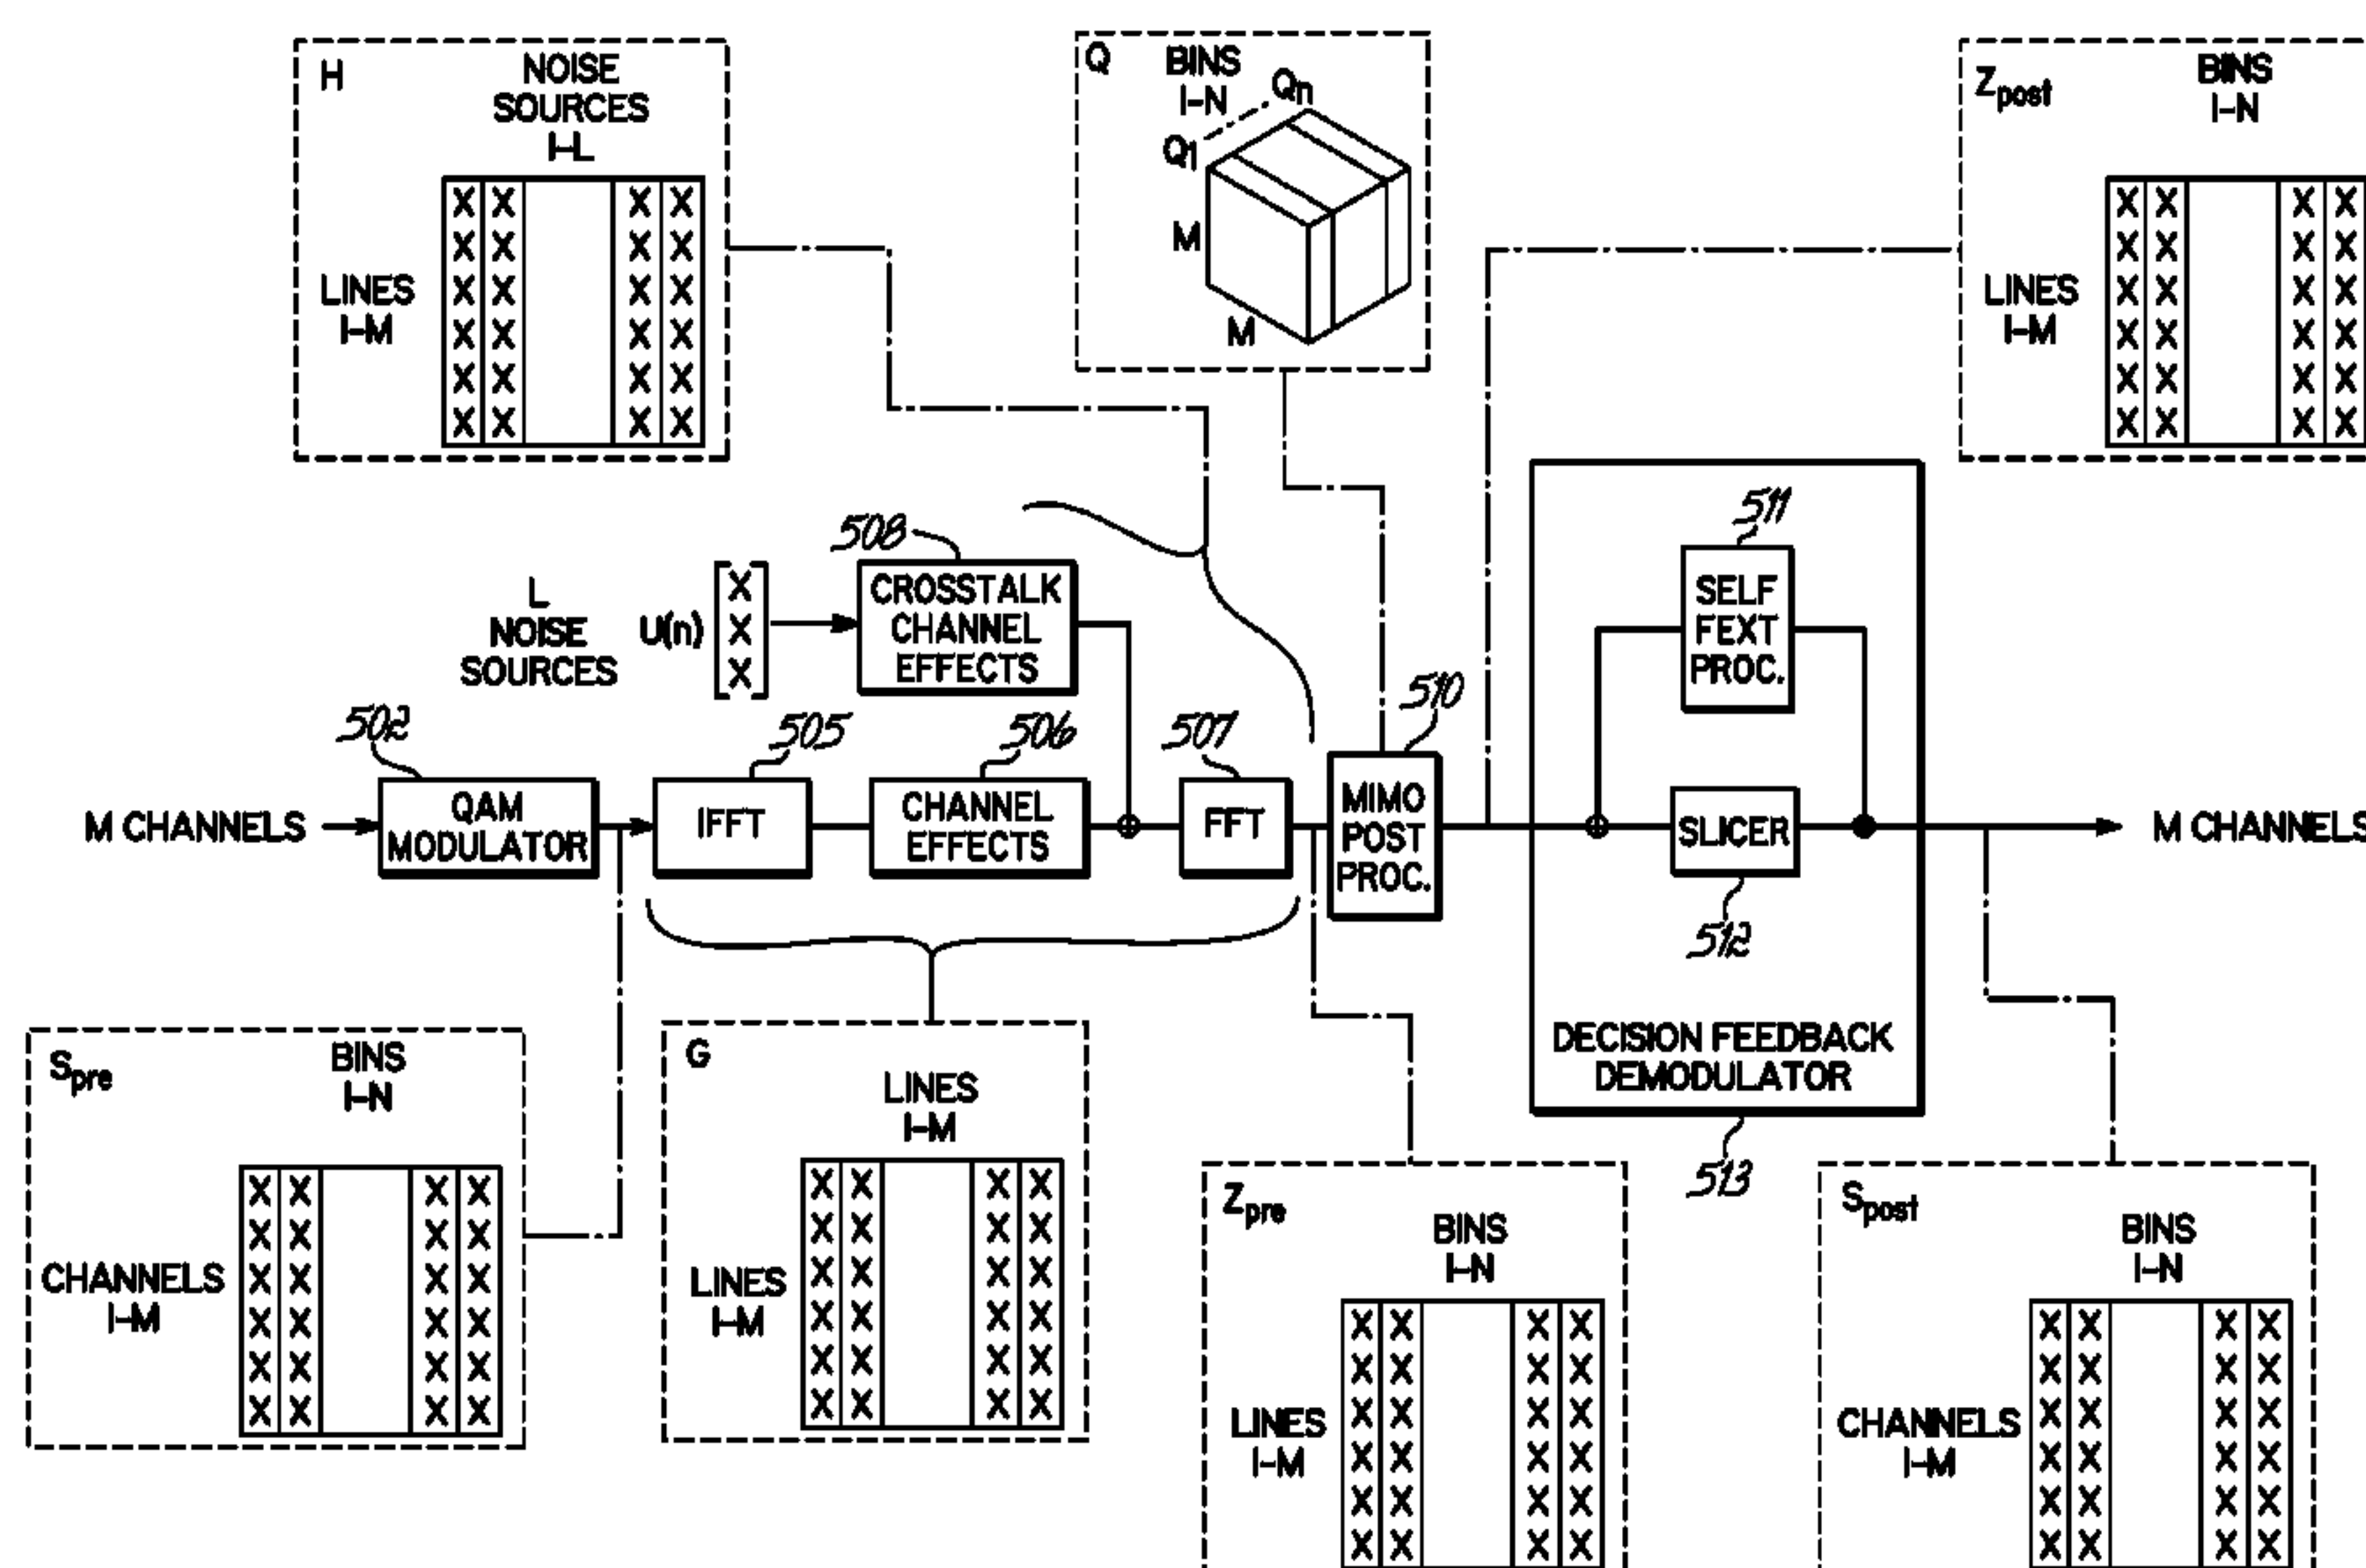 H
NOISE
SOURCES
1-L
LINES
1-M
X X X X
X X X X
X X X X
X X X X
X X X X
X X X X
Q
BINS
1-N
Q1
Qn
M
M
Zpost
BINS
1-N
LINES
1-M
X X X X
X X X X
X X X X
X X X X
X X X X
X X X X
L
NOISE
SOURCES
U(n)
X
X
X
508
CROSSTALK
CHANNEL
EFFECTS
511
SELF
FEXT
PROC.
M CHANNELS
502
QAM
MODULATOR
505
IFFT
506
CHANNEL
EFFECTS
507
FFT
510
MIMO
POST
PROC.
SLICER
512
DECISION FEEDBACK
DEMODULATOR
513
M CHANNELS
Spre
BINS
1-N
CHANNELS
1-M
X X X X
X X X X
X X X X
X X X X
X X X X
X X X X
G
LINES
1-M
LINES
1-M
X X X X
X X X X
X X X X
X X X X
X X X X
X X X X
Zpre
BINS
1-N
LINES
1-M
X X X X
X X X X
X X X X
X X X X
X X X X
X X X X
Spost
BINS
1-N
CHANNELS
1-M
X X X X
X X X X
X X X X
X X X X
X X X X
X X X X